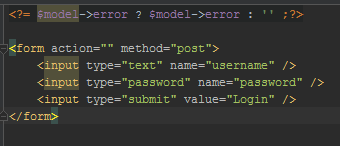 <?= $model->error ? $model->error : '' ;?>
<form action="" method="post">
<input type="text" name="username" />
<input type="password" name="password" />
<input type="submit" value="Login" />
</form>